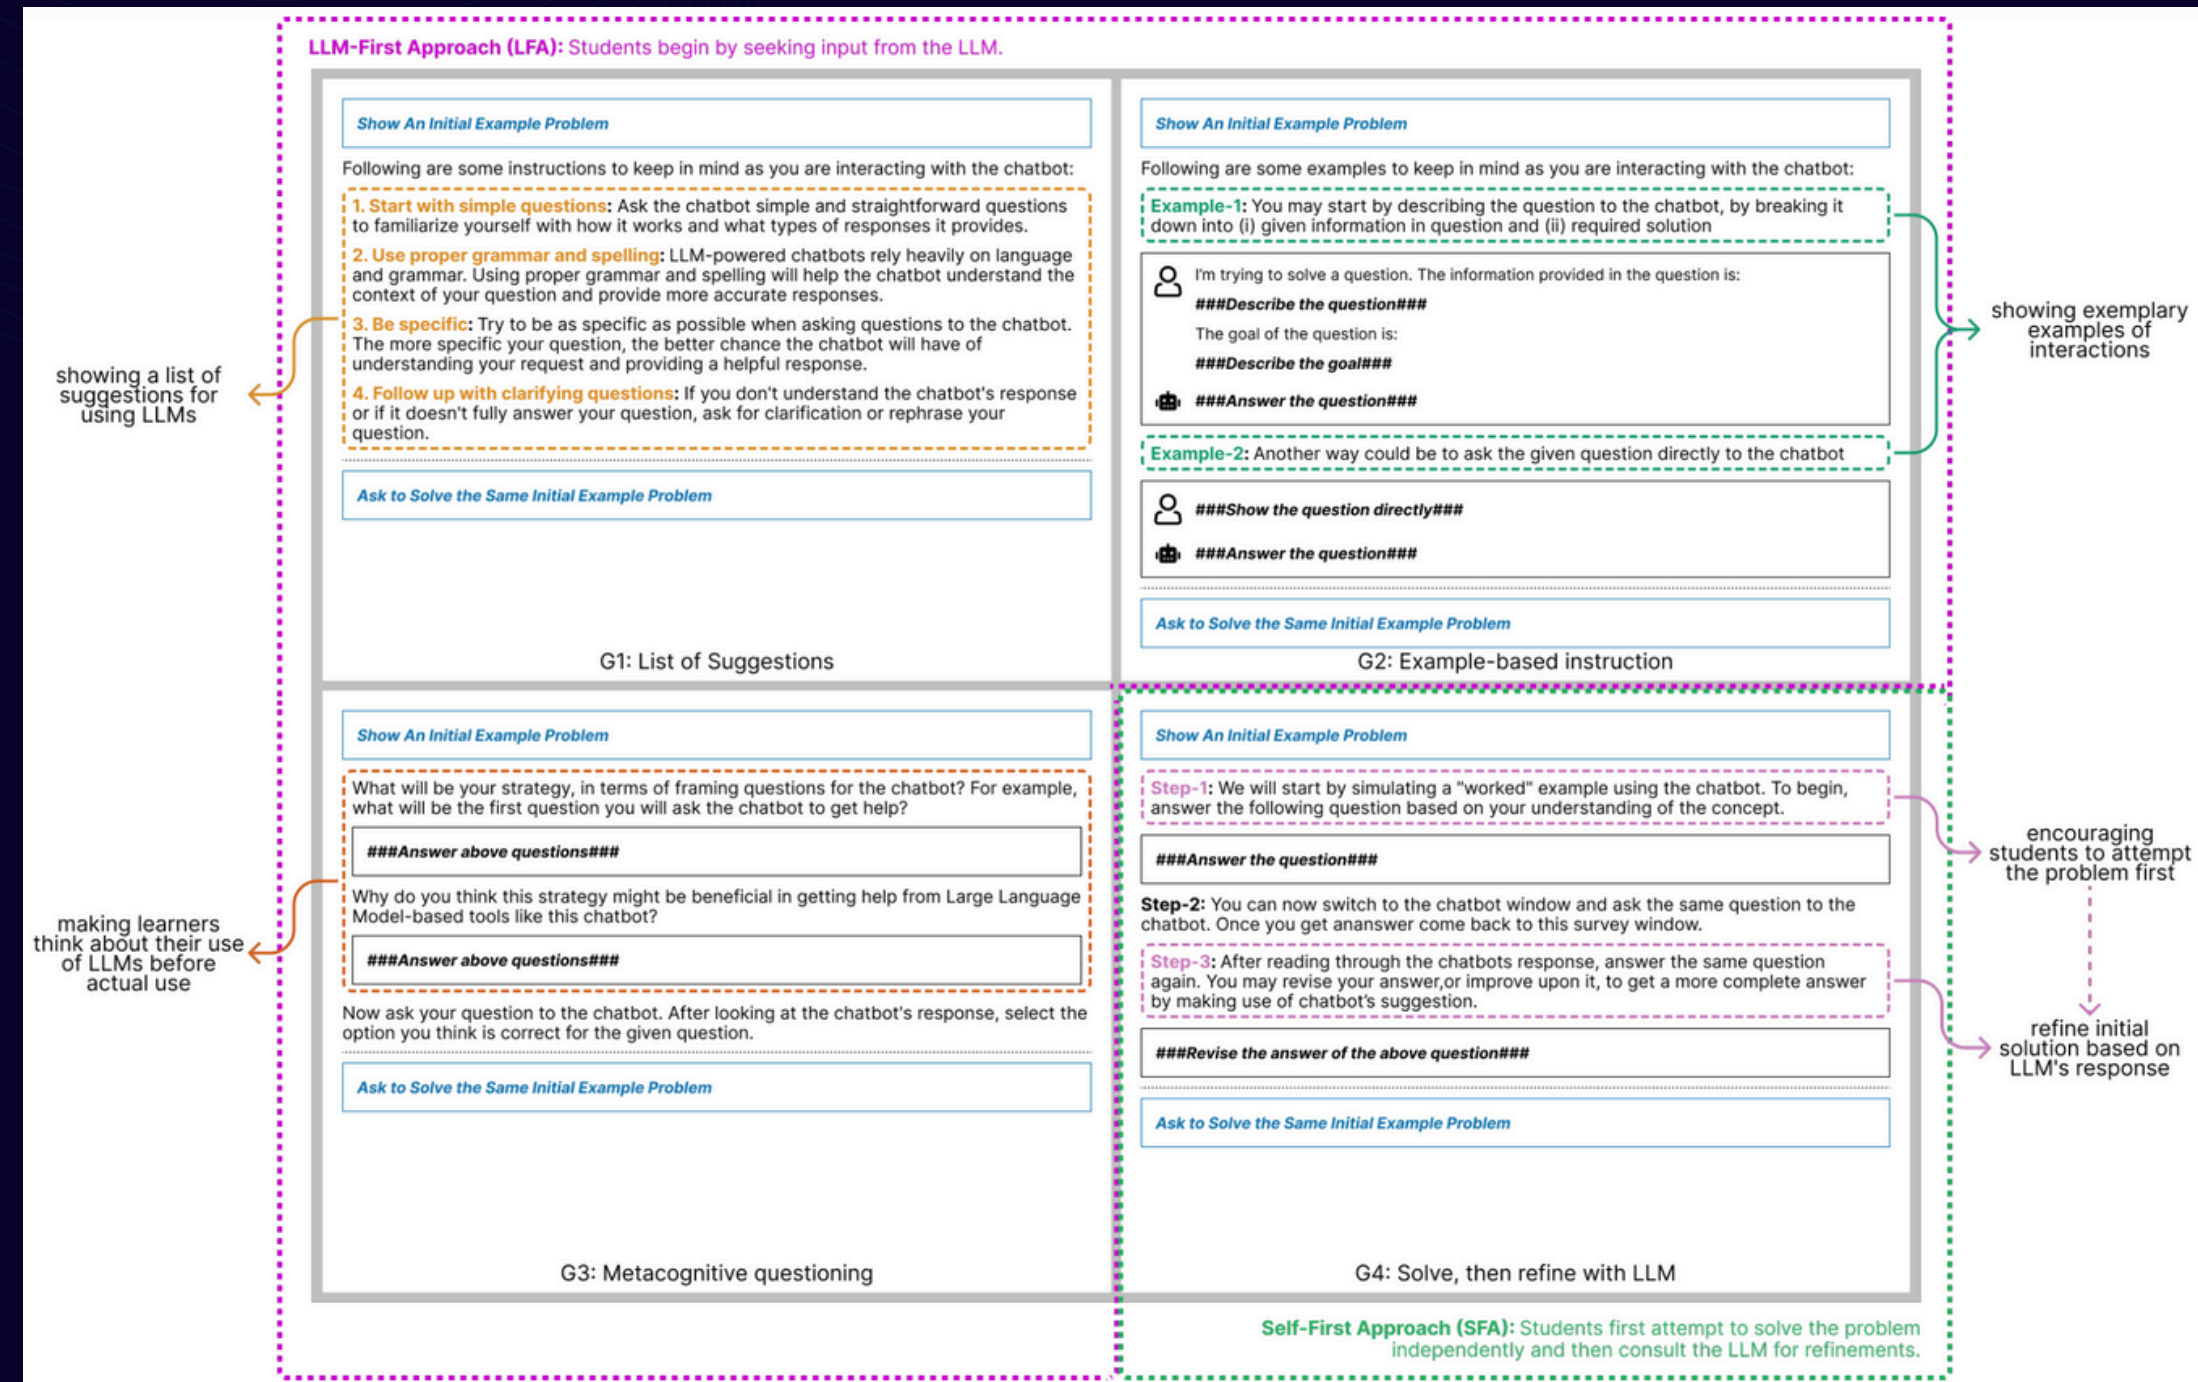 LLM-First Approach (LFA): Students begin by seeking input from the LLM.
Show An Initial Example Problem
Following are some instructions to keep in mind as you are interacting with the chatbot:
1. Start with simple questions: Ask the chatbot simple and straightforward questions
to familiarize yourself with how it works and what types of responses it provides.
2. Use proper grammar and spelling: LLM-powered chatbots rely heavily on language
and grammar. Using proper grammar and spelling will help the chatbot understand the
context of your question and provide more accurate responses.
3. Be specific: Try to be as specific as possible when asking questions to the chatbot.
The more specific your question, the better chance the chatbot will have of
understanding your request and providing a helpful response.
4. Follow up with clarifying questions: If you don't understand the chatbot's response
or if it doesn't fully answer your question, ask for clarification or rephrase your
question.
Ask to Solve the Same Initial Example Problem
G1: List of Suggestions
showing a list of
suggestions for
using LLMs
Show An Initial Example Problem
Following are some examples to keep in mind as you are interacting with the chatbot:
Example-1: You may start by describing the question to the chatbot, by breaking it
down into (i) given information in question and (ii) required solution
I'm trying to solve a question. The information provided in the question is:
###Describe the question###
The goal of the question is:
###Describe the goal###
###Answer the question###
Example-2: Another way could be to ask the given question directly to the chatbot
###Show the question directly###
###Answer the question###
Ask to Solve the Same Initial Example Problem
G2: Example-based instruction
showing exemplary
examples of
interactions
Show An Initial Example Problem
What will be your strategy, in terms of framing questions for the chatbot? For example,
what will be the first question you will ask the chatbot to get help?
###Answer above questions###
Why do you think this strategy might be beneficial in getting help from Large Language
Model-based tools like this chatbot?
###Answer above questions###
Now ask your question to the chatbot. After looking at the chatbot's response, select the
option you think is correct for the given question.
Ask to Solve the Same Initial Example Problem
G3: Metacognitive questioning
making learners
think about their use
of LLMs before
actual use
Show An Initial Example Problem
Step-1: We will start by simulating a "worked" example using the chatbot. To begin,
answer the following question based on your understanding of the concept.
###Answer the question###
Step-2: You can now switch to the chatbot window and ask the same question to the
chatbot. Once you get ananswer come back to this survey window.
Step-3: After reading through the chatbots response, answer the same question
again. You may revise your answer,or improve upon it, to get a more complete answer
by making use of chatbot's suggestion.
###Revise the answer of the above question###
Ask to Solve the Same Initial Example Problem
G4: Solve, then refine with LLM
encouraging
students to attempt
the problem first
refine initial
solution based on
LLM's response
Self-First Approach (SFA): Students first attempt to solve the problem
independently and then consult the LLM for refinements.